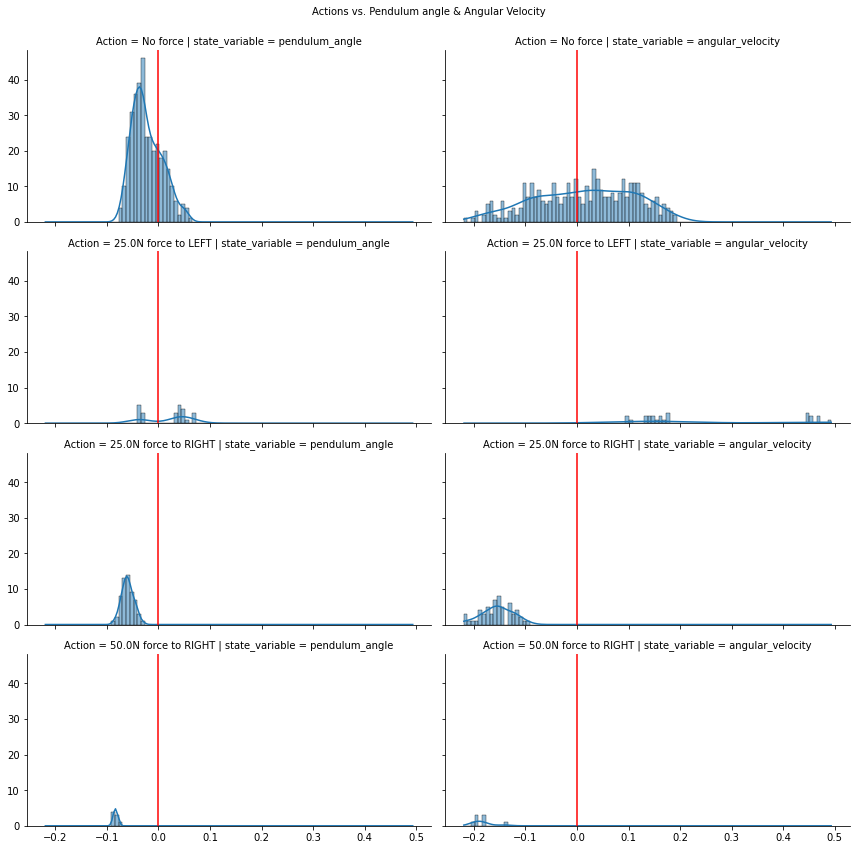 Actions vs. Pendulum angle & Angular Velocity
Action = No force | state_variable = pendulum_angle
Action = No force | state_variable = angular_velocity
40
30
20
10
0
Action = 25.0N force to LEFT | state_variable = pendulum_angle
Action = 25.0N force to LEFT | state_variable = angular_velocity
40
30
20
10
0
Action = 25.0N force to RIGHT | state_variable = pendulum_angle
Action = 25.0N force to RIGHT | state_variable = angular_velocity
40
30
20
10
0
Action = 50.0N force to RIGHT | state_variable = pendulum_angle
Action = 50.0N force to RIGHT | state_variable = angular_velocity
40
30
20
10
0
−0.2 −0.1 0.0 0.1 0.2 0.3 0.4 0.5
−0.2 −0.1 0.0 0.1 0.2 0.3 0.4 0.5